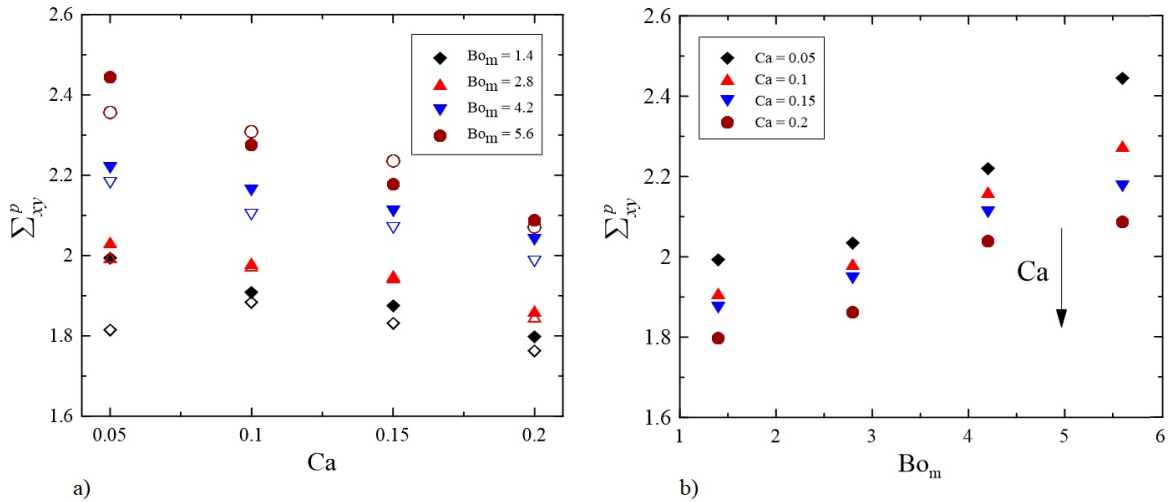 2.6
2.4
2.2
2
1.8
1.6
Σ^p_xy
Bo_m = 1.4
Bo_m = 2.8
Bo_m = 4.2
Bo_m = 5.6
0.05 0.1 0.15 0.2
Ca
a)
2.6
2.4
2.2
2
1.8
1.6
Σ^p_xy
Ca = 0.05
Ca = 0.1
Ca = 0.15
Ca = 0.2
Ca
1 2 3 4 5 6
Bo_m
b)